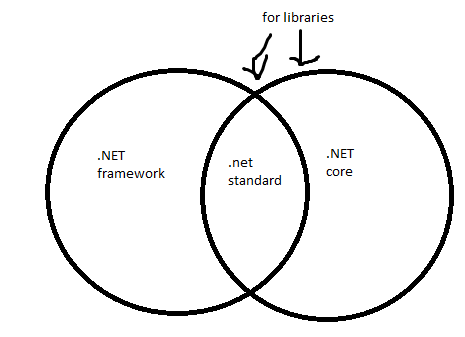 for libraries
.NET
framework
.net
standard
.NET
core